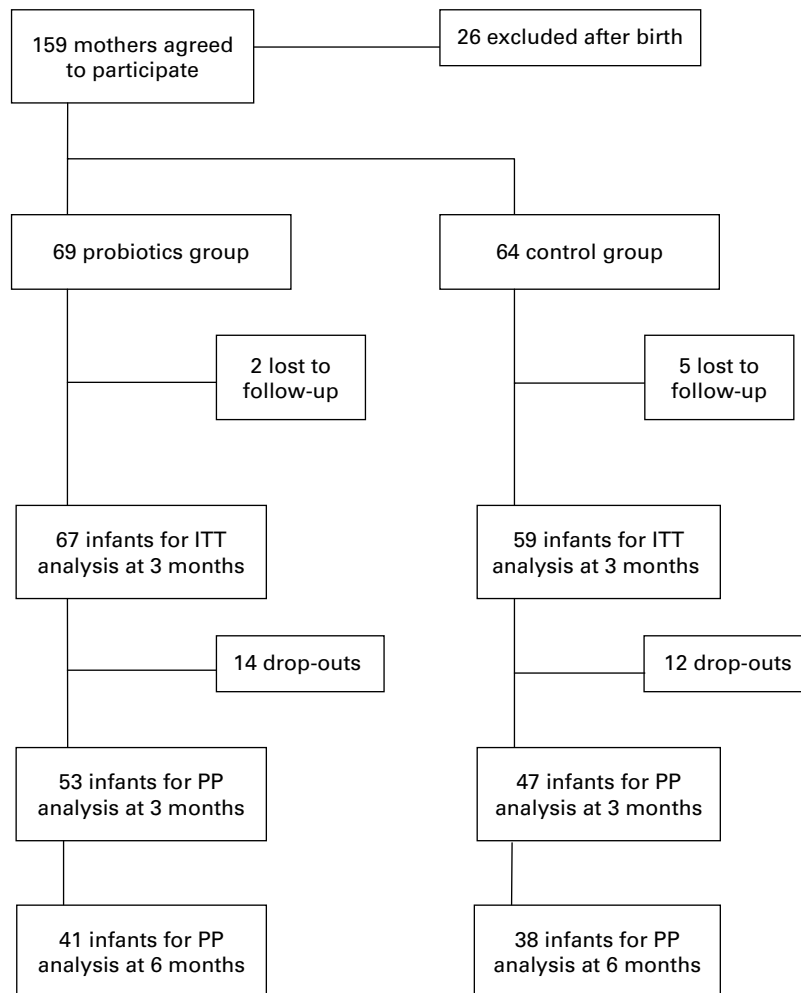 159 mothers agreed
to participate
26 excluded after birth
69 probiotics group
64 control group
2 lost to
follow-up
5 lost to
follow-up
67 infants for ITT
analysis at 3 months
59 infants for ITT
analysis at 3 months
14 drop-outs
12 drop-outs
53 infants for PP
analysis at 3 months
47 infants for PP
analysis at 3 months
41 infants for PP
analysis at 6 months
38 infants for PP
analysis at 6 months